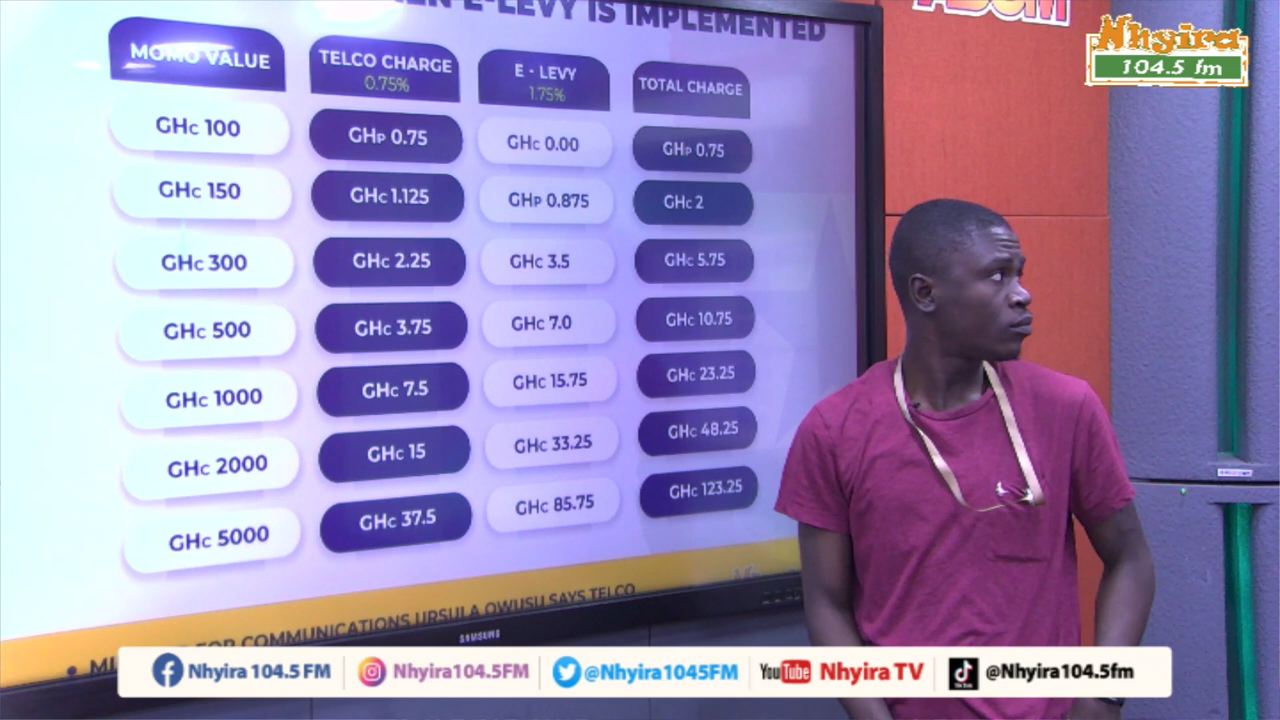 E-LEVY IS IMPLEMENTED
MOMO VALUE TELCO CHARGE 0.75% E - LEVY 1.75% TOTAL CHARGE
GHC 100 GHP 0.75 GHC 0.00 GHP 0.75
GHC 150 GHC 1.125 GHP 0.875 GHC 2
GHC 300 GHC 2.25 GHC 3.5 GHC 5.75
GHC 500 GHC 3.75 GHC 7.0 GHC 10.75
GHC 1000 GHC 7.5 GHC 15.75 GHC 23.25
GHC 2000 GHC 15 GHC 33.25 GHC 48.25
GHC 5000 GHC 37.5 GHC 85.75 GHC 123.25
FOR COMMUNICATIONS URSULA OWUSU SAYS TELCO
SAMSUNG
Nhyira
104.5 fm
Nhyira 104.5 FM Nhyira104.5FM @Nhyira1045FM YouTube Nhyira TV @Nhyira104.5fm